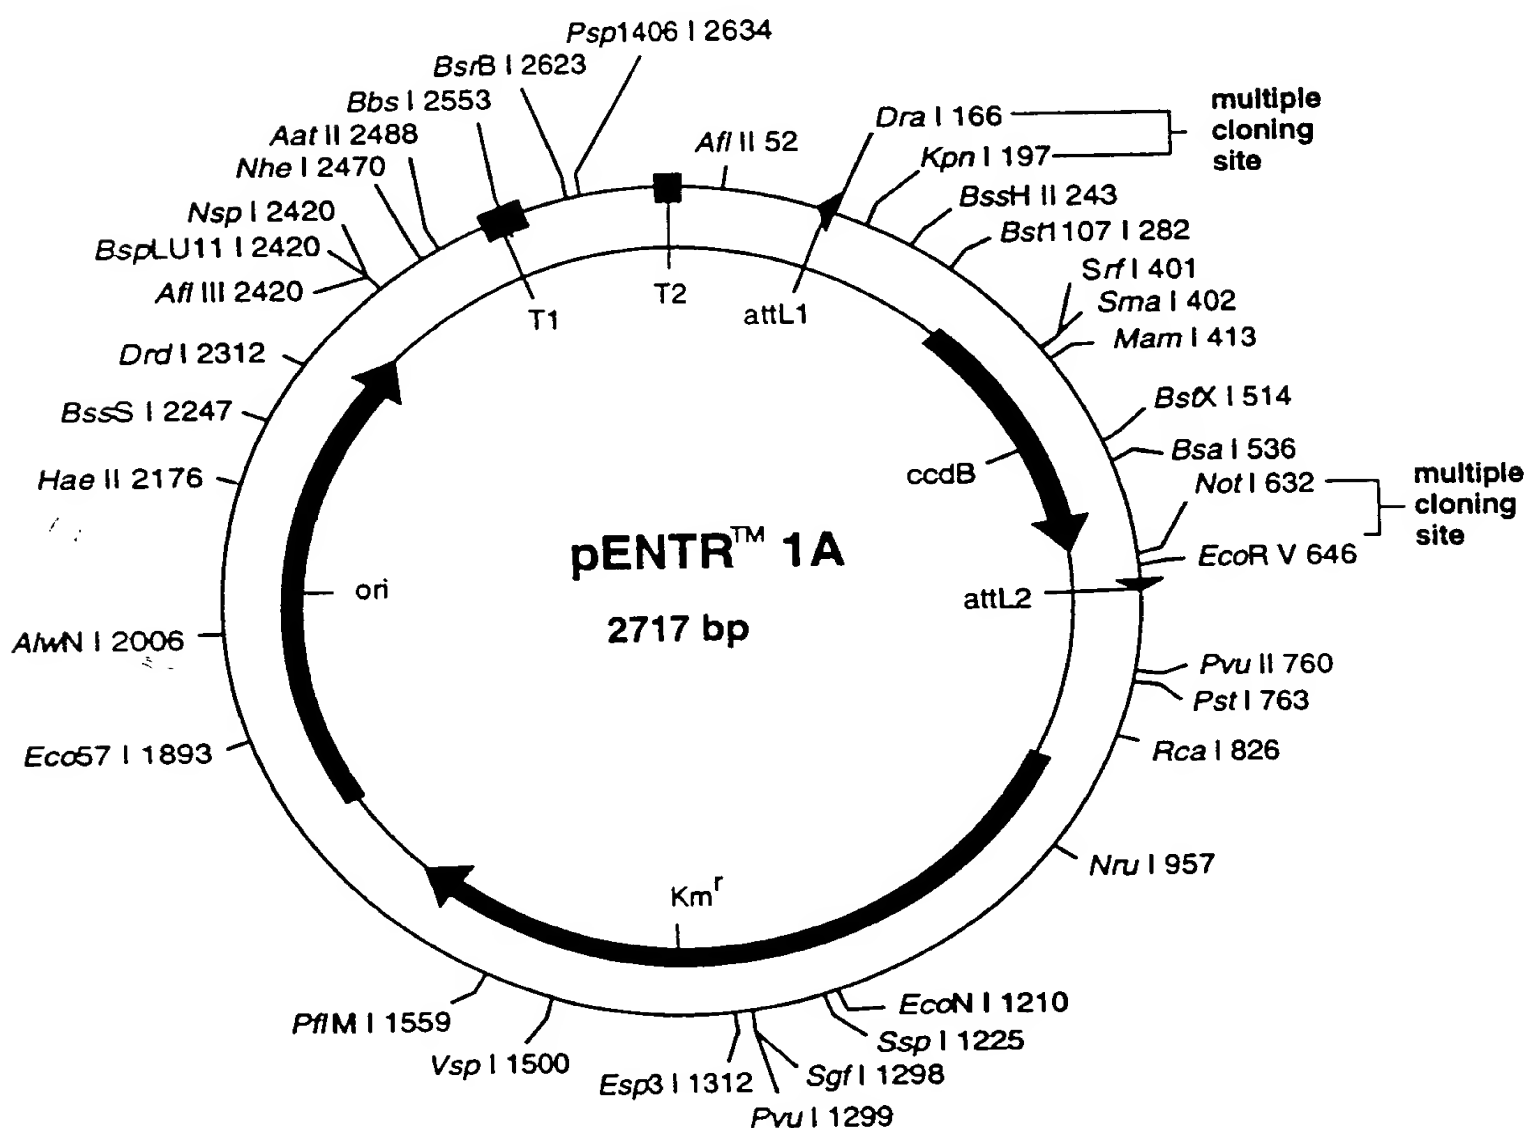 Psp1406 I 2634
BsrB I 2623
Bbs I 2553
Aat II 2488
Nhe I 2470
Nsp I 2420
BspLU11 I 2420
Afl III 2420
Drd I 2312
BssS I 2247
Hae II 2176
AlwN I 2006
Eco57 I 1893
Afl II 52
Dra I 166
Kpn I 197
multiple
cloning
site
BssH II 243
Bst1107 I 282
Srf I 401
Sma I 402
Mam I 413
BstX I 514
Bsa I 536
Not I 632
EcoR V 646
multiple
cloning
site
T1
T2
attL1
ccdB
attL2
pENTR™ 1A
2717 bp
ori
Kmr
Pvu II 760
Pst I 763
Rca I 826
Nru I 957
EcoN I 1210
Ssp I 1225
Sgf I 1298
Pvu I 1299
Esp3 I 1312
Vsp I 1500
PflM I 1559